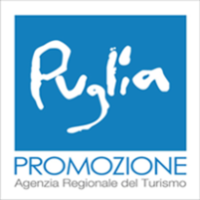 Puglia
PROMOZIONE
Agenzia Regionale del Turismo